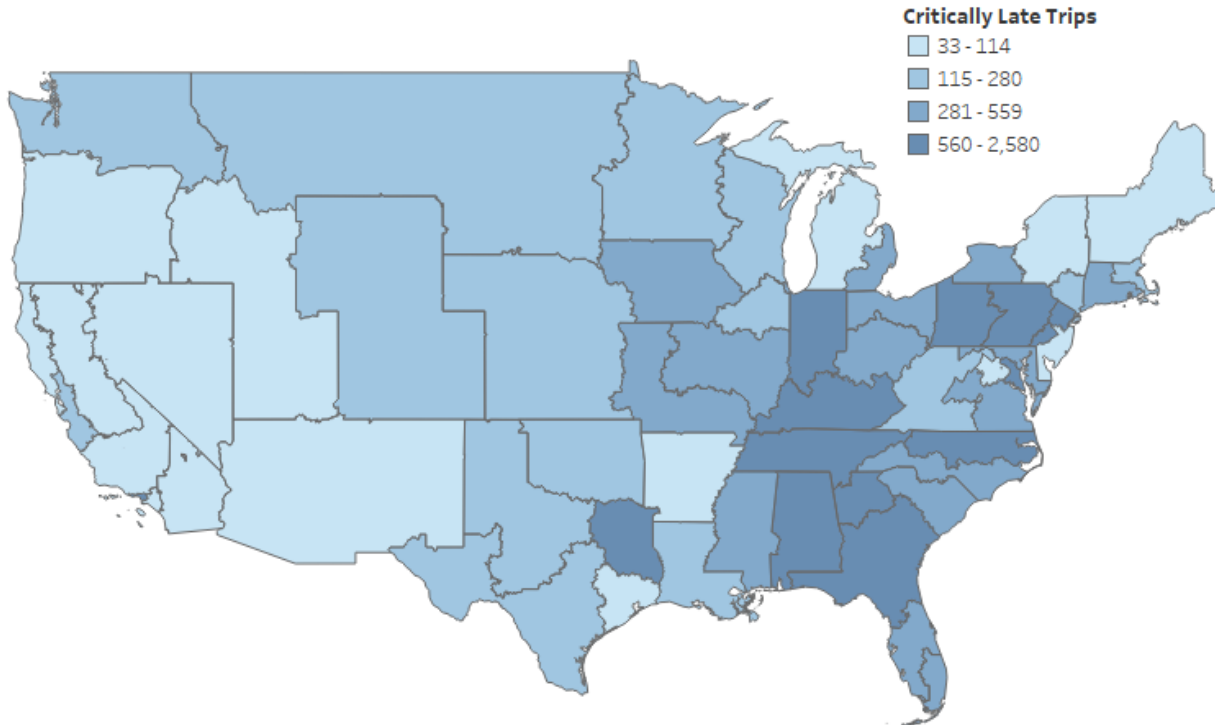 Critically Late Trips
33 - 114
115 - 280
281 - 559
560 - 2,580